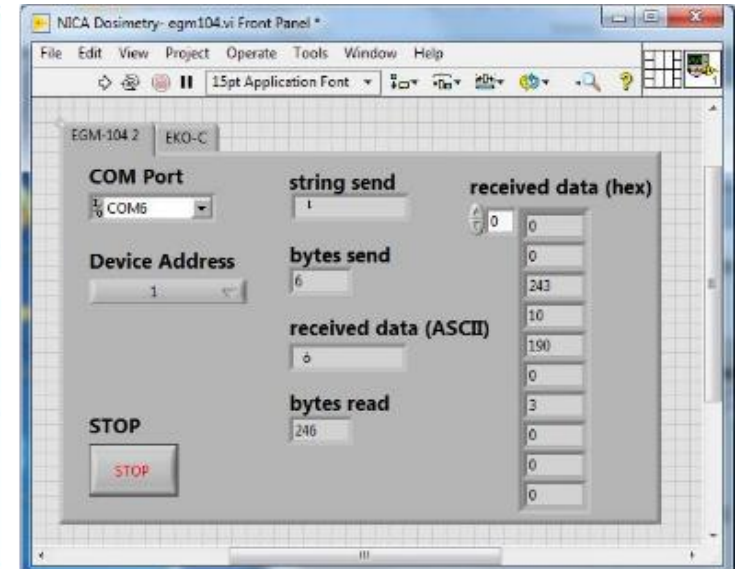 NICA Dosimetry- egm104.vi Front Panel *
File Edit View Project Operate Tools Window Help
15pt Application Font
EGM-104 2 EKO-C
COM Port
COM6
Device Address
1
STOP
STOP
string send
t
bytes send
6
received data (ASCII)
ó
bytes read
246
received data (hex)
0
0
0
243
10
190
0
3
0
0
0